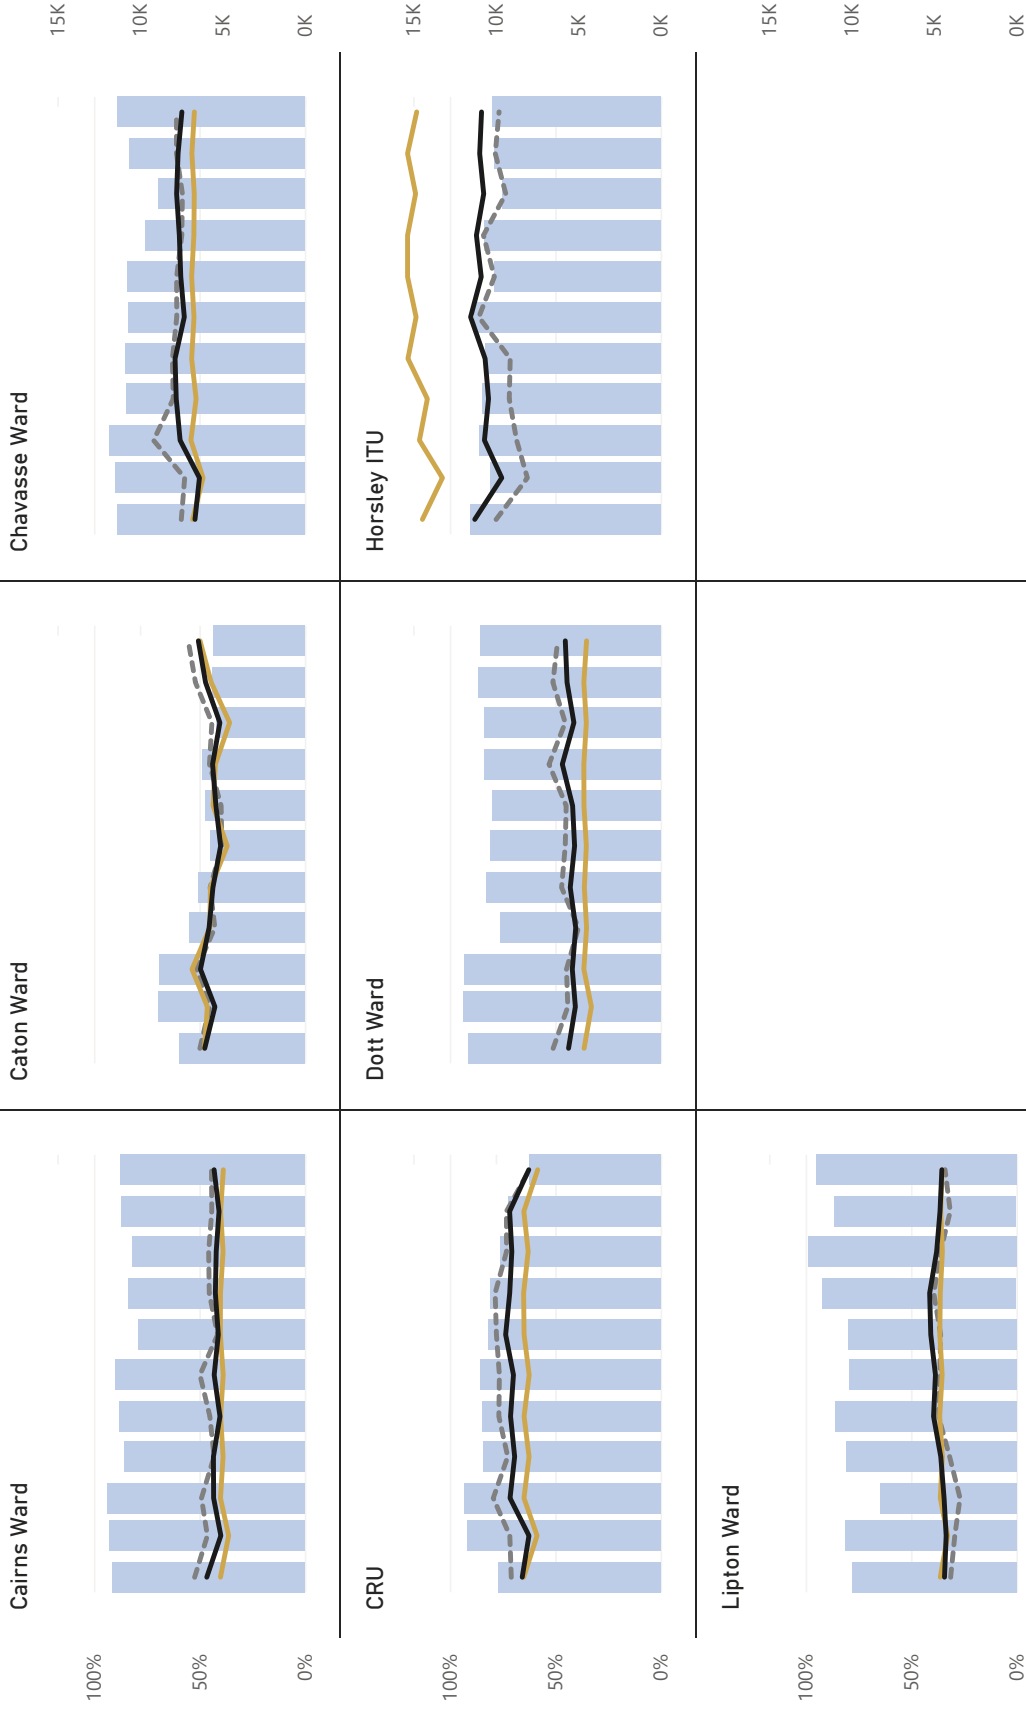 Cairns Ward
Caton Ward
Chavasse Ward
100%
50%
0%
15K
10K
5K
0K
CRU
Dott Ward
Horsley ITU
100%
50%
0%
15K
10K
5K
0K
Lipton Ward
100%
50%
0%
15K
10K
5K
0K